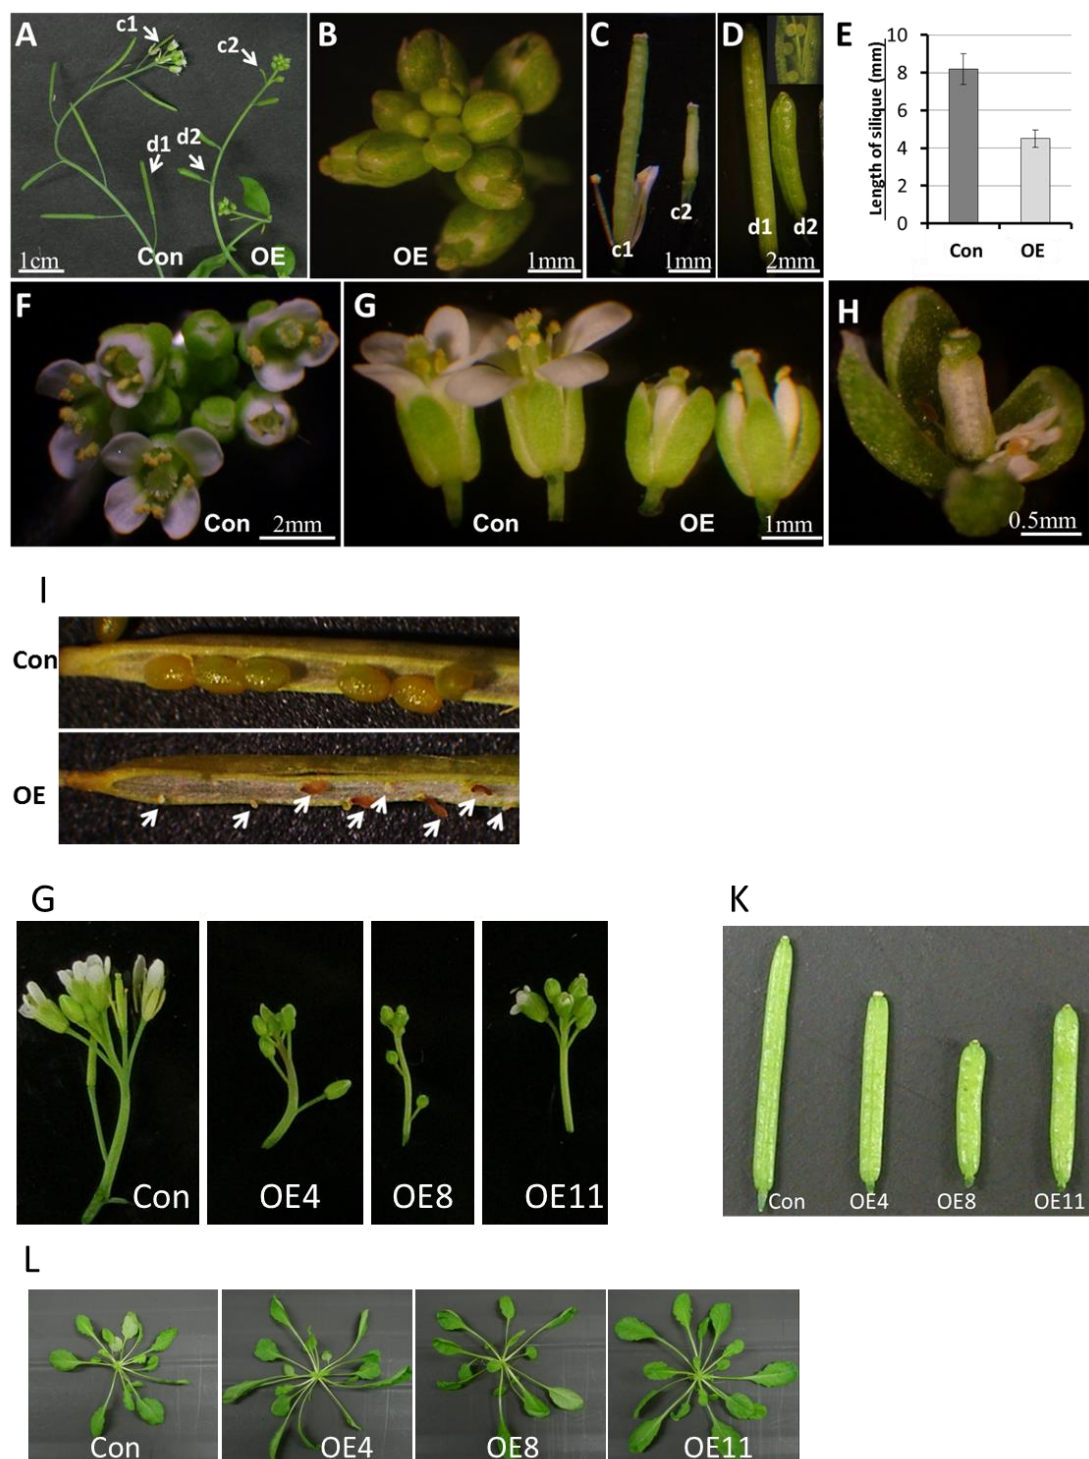 A
c1
c2
d1
d2
Con
OE
1cm
B
OE
1mm
C
c1
c2
1mm
D
d1
d2
2mm
E
Length of silique (mm)
10
8
6
4
2
0
Con
OE
F
Con
2mm
G
Con
OE
1mm
H
0.5mm
I
Con
OE
G
Con
OE4
OE8
OE11
K
Con
OE4
OE8
OE11
L
Con
OE4
OE8
OE11